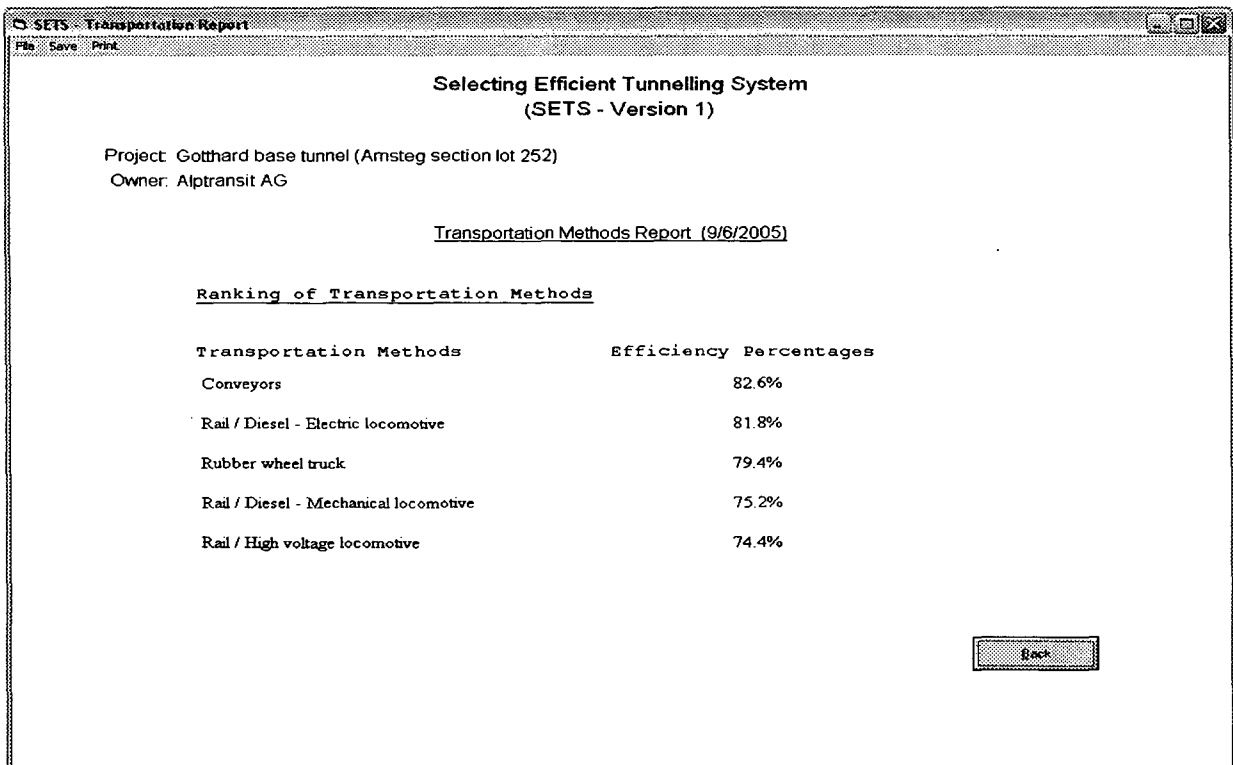 SETS - Transportation Report
File Save Print
Selecting Efficient Tunnelling System
(SETS - Version 1)
Project: Gotthard base tunnel (Amsteg section lot 252)
Owner: Alptransit AG
Transportation Methods Report (9/6/2005)
Ranking of Transportation Methods
Transportation Methods Efficiency Percentages
Conveyors 82.6%
Rail / Diesel - Electric locomotive 81.8%
Rubber wheel truck 79.4%
Rail / Diesel - Mechanical locomotive 75.2%
Rail / High voltage locomotive 74.4%
Back